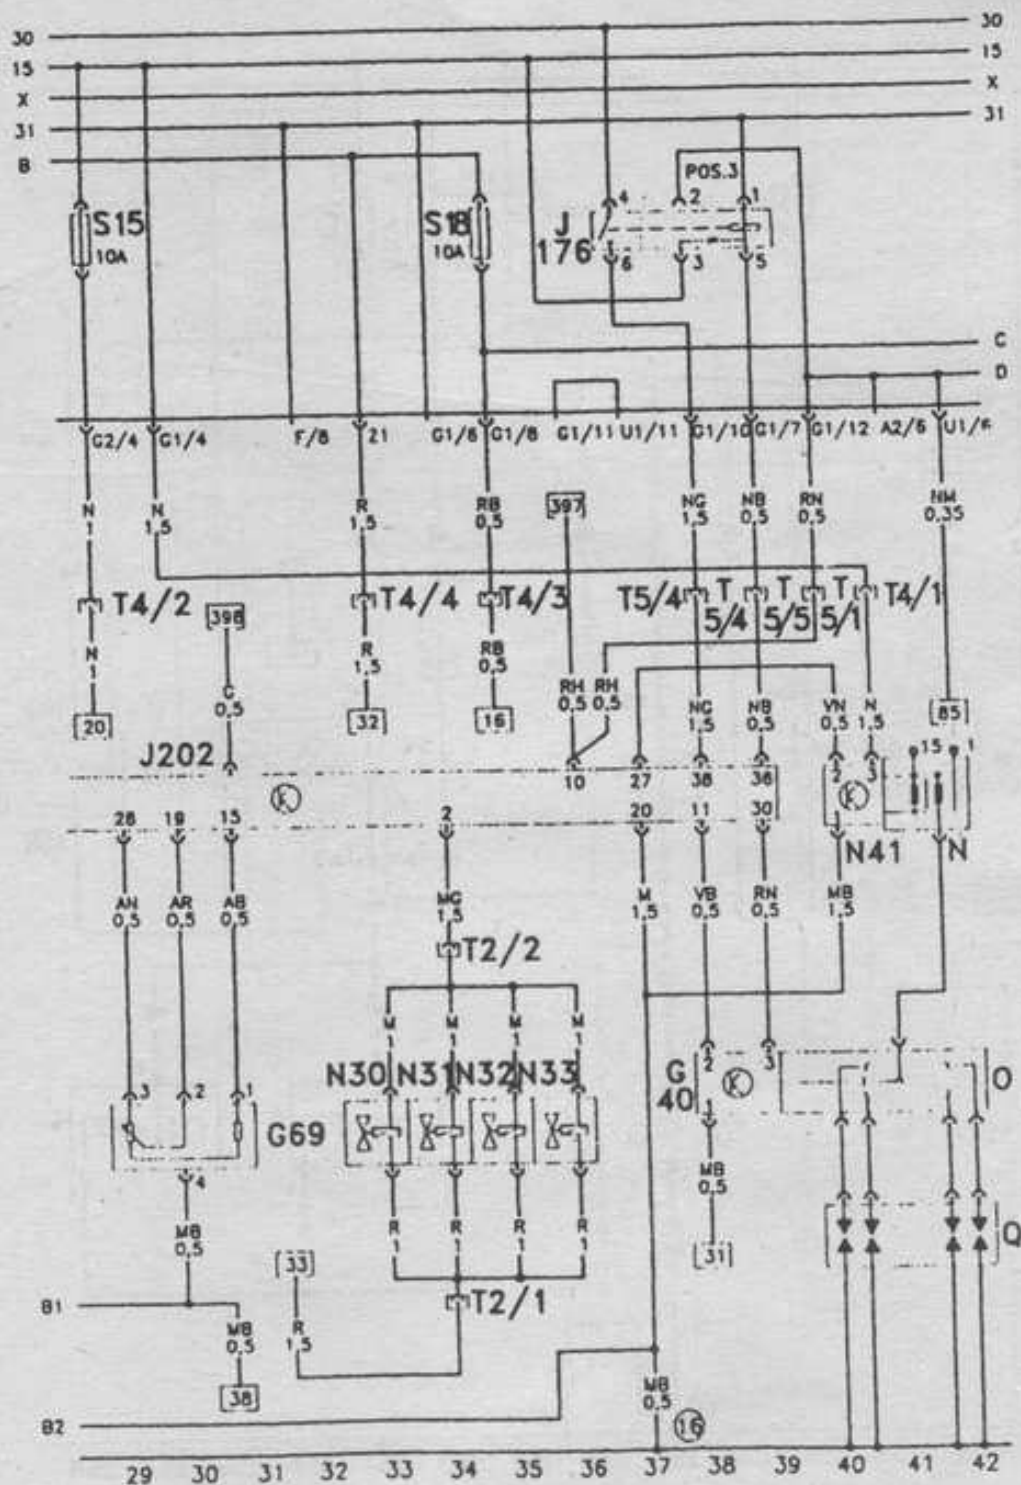 30 30
15 15
X X
31 31
B
POS.3
S15
10A
S18
10A
J
176
4 2 1
6 3 5
C
D
G2/4 G1/4 F/8 21 G1/6 G1/8 G1/11 U1/11 G1/10 G1/7 G1/12 A2/6
N
1
N
1,5
R
1,5
RB
0,5
397
NG
1,5
NB
0,5
RN
0,5
NM
0,35
T4/2
398
T4/4
T4/3
T5/4
T
5/4
T
5/5
T
5/1
T4/1
N
1
G
0,5
R
1,5
RB
0,5
RH
0,5
RH
0,5
NG
1,5
NB
0,5
VN
0,5
N
1,5
20
32
16
85
J202
10 27 38 36 2 3 15 1
K
K
28 19 15 2 20 11 30
N41 N
AN
0,5
AR
0,5
AB
0,5
MG
1,5
M
1,5
VB
0,5
RN
0,5
MB
1,5
T2/2
M
1
M
1
M
1
M
1
N30 N31 N32 N33
G
40
2 3
K
O
3 2 1
G69
4
MB
0,5
MB
0,5
R
1
R
1
R
1
R
1
33
31
Q
T2/1
B1
MB
0,5
R
1,5
38
MB
0,5
16
B2
29 30 31 32 33 34 35 36 37 38 39 40 41 42